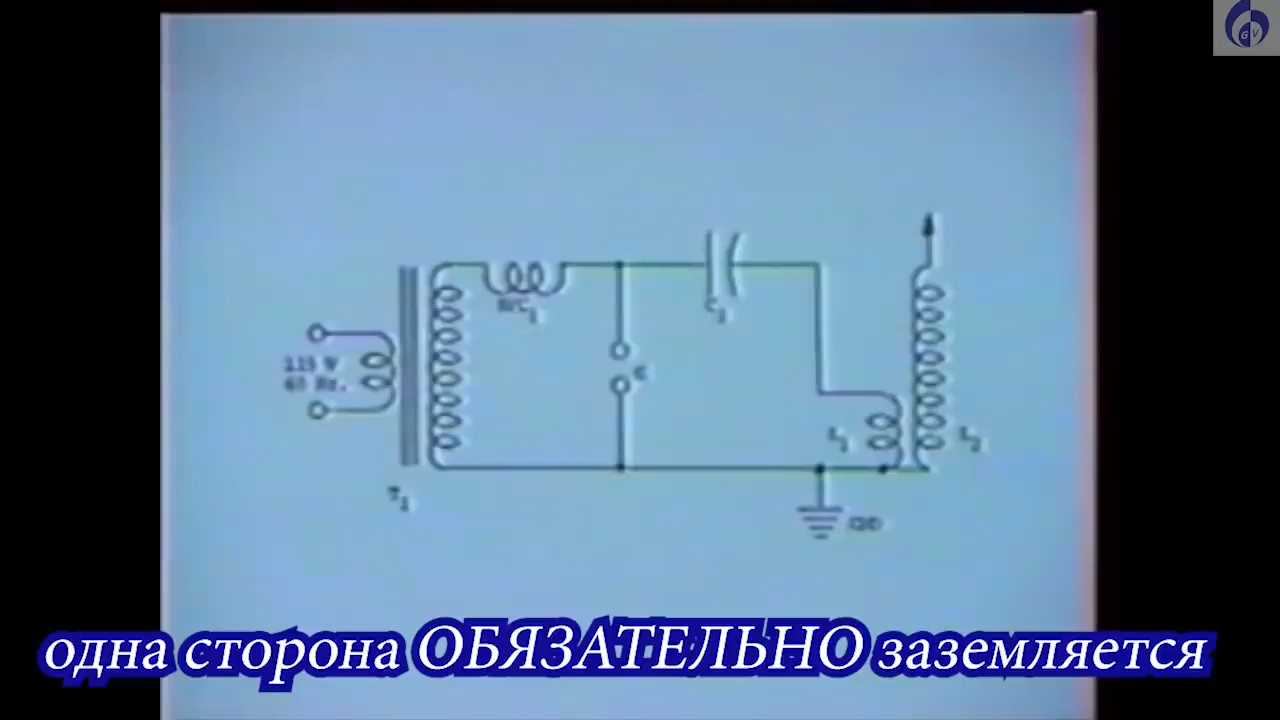 G V
115 V
60 Hz.
C₁
G
L₁
L₂
T₁
GND
одна сторона ОБЯЗАТЕЛЬНО заземляется